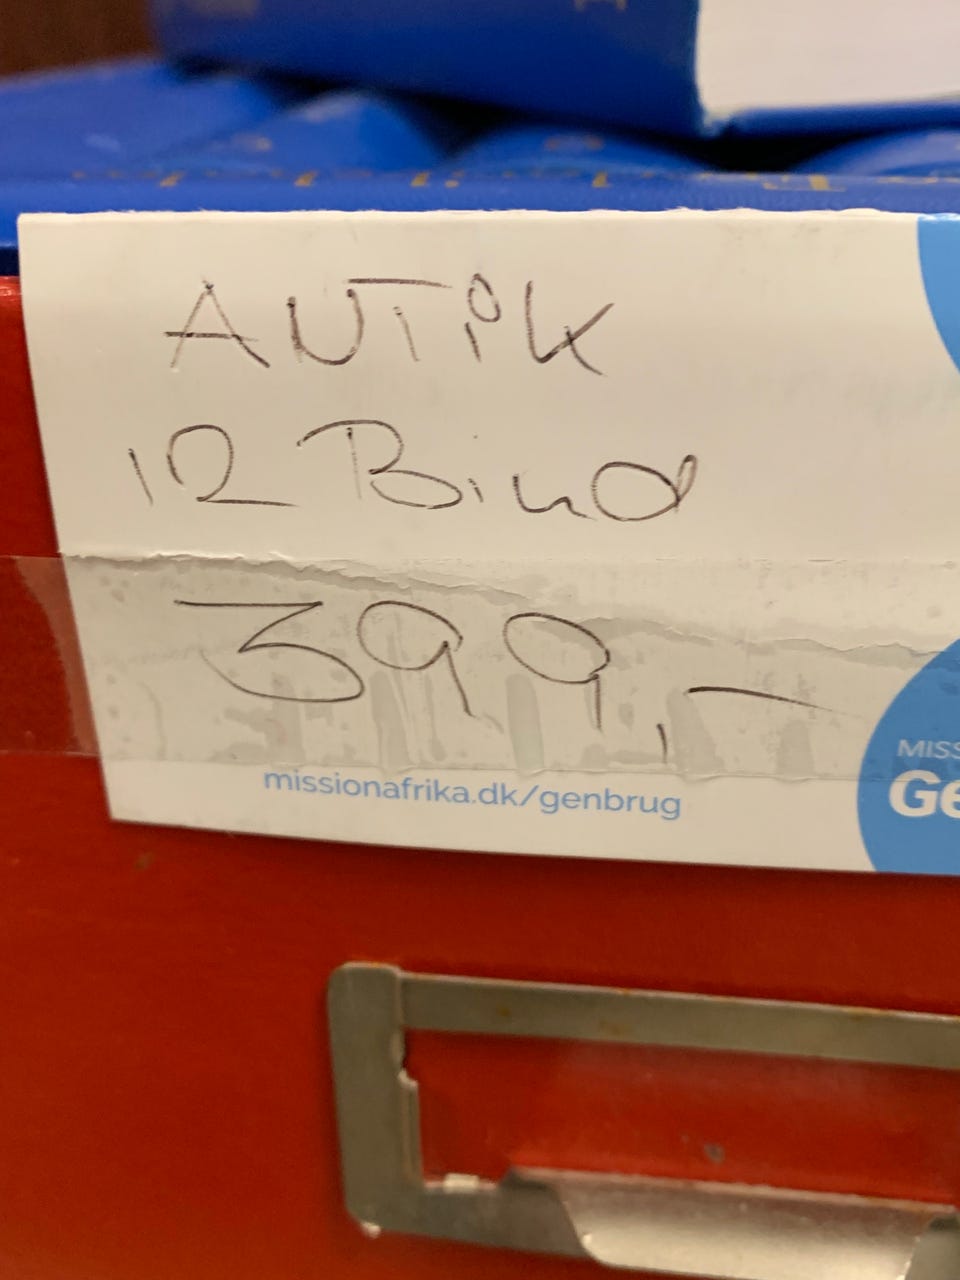 ANTiK
12 Bind
399,-
missionafrika.dk/genbrug
MISS
Ge